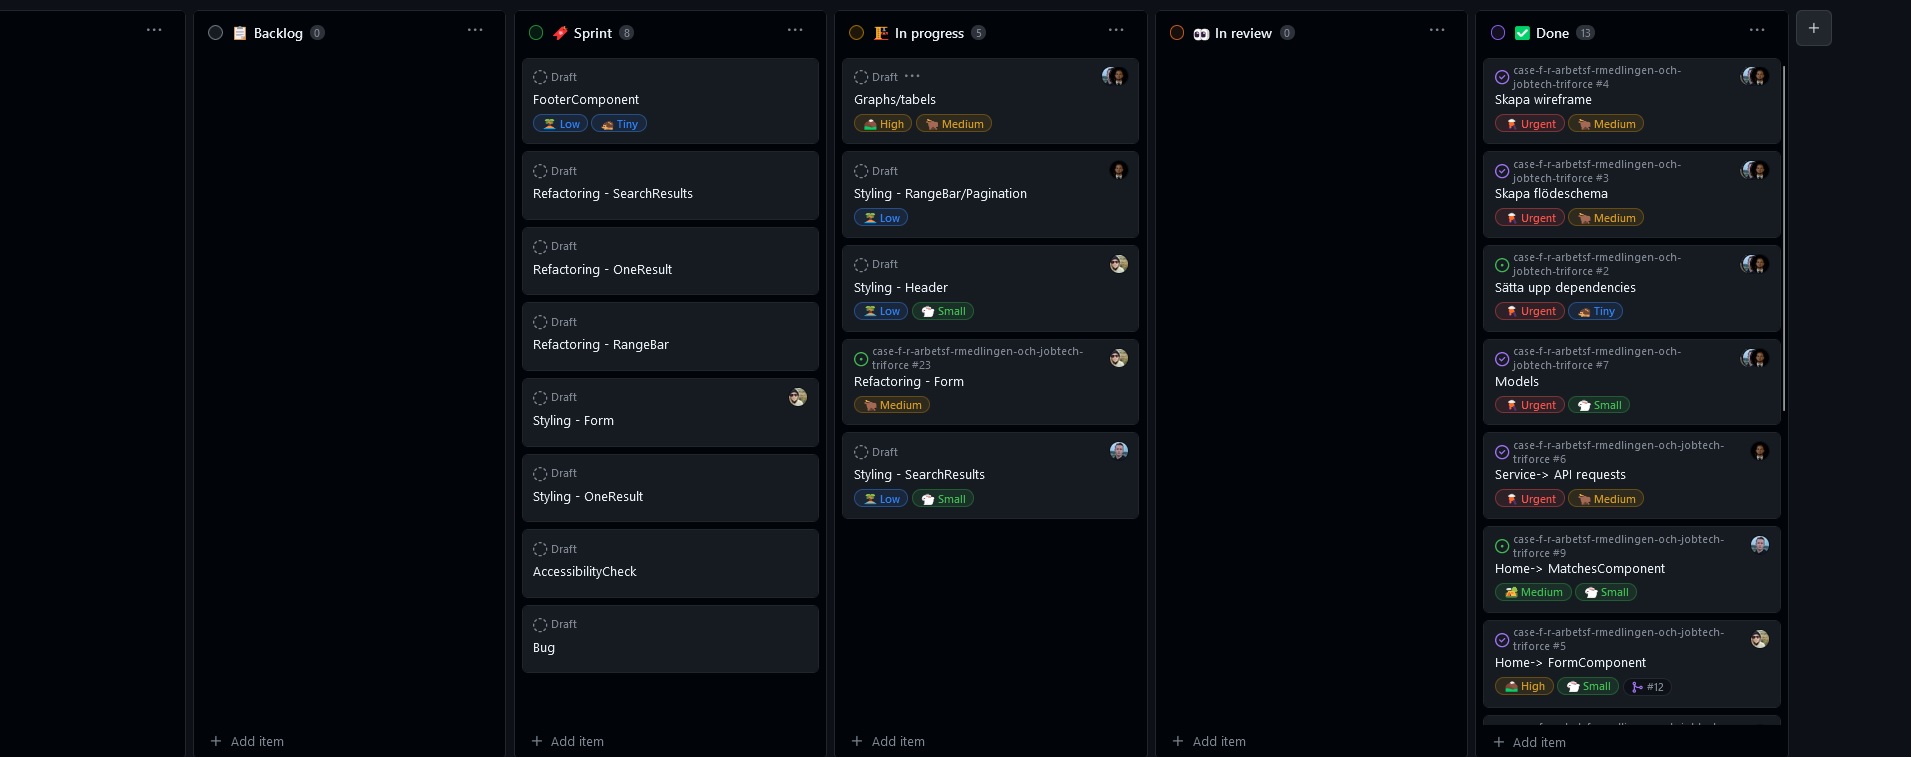 Backlog 0
Add item
Sprint 8
Draft
FooterComponent
Low Tiny
Draft
Refactoring - SearchResults
Draft
Refactoring - OneResult
Draft
Refactoring - RangeBar
Draft
Styling - Form
Draft
Styling - OneResult
Draft
AccessibilityCheck
Draft
Bug
Add item
In progress 5
Draft
Graphs/tabels
High Medium
Draft
Styling - RangeBar/Pagination
Low
Draft
Styling - Header
Low Small
case-f-r-arbetsf-rmedlingen-och-jobtech-
triforce #23
Refactoring - Form
Medium
Draft
Styling - SearchResults
Low Small
Add item
In review 0
Add item
Done 13
case-f-r-arbetsf-rmedlingen-och-
jobtech-triforce #4
Skapa wireframe
Urgent Medium
case-f-r-arbetsf-rmedlingen-och-
jobtech-triforce #3
Skapa flödeschema
Urgent Medium
case-f-r-arbetsf-rmedlingen-och-
jobtech-triforce #2
Sätta upp dependencies
Urgent Tiny
case-f-r-arbetsf-rmedlingen-och-
jobtech-triforce #7
Models
Urgent Small
case-f-r-arbetsf-rmedlingen-och-jobtech-
triforce #6
Service-> API requests
Urgent Medium
case-f-r-arbetsf-rmedlingen-och-jobtech-
triforce #9
Home-> MatchesComponent
Medium Small
case-f-r-arbetsf-rmedlingen-och-jobtech-
triforce #5
Home-> FormComponent
High Small #12
Add item